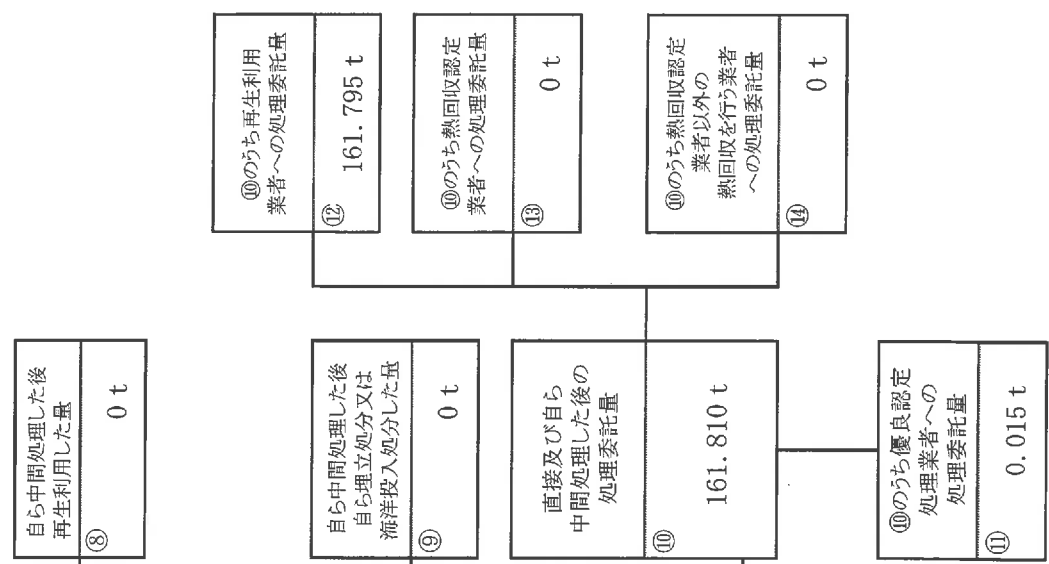 自ら中間処理した後
再生利用した量
⑧
0 t
自ら中間処理した後
自ら埋立処分又は
海洋投入処分した量
⑨
0 t
直接及び自ら
中間処理した後の
処理委託量
⑩
161.810 t
⑩のうち優良認定
処理業者への
処理委託量
⑪
0.015 t
⑩のうち再生利用
業者への処理委託量
⑫
161.795 t
⑩のうち熱回収認定
業者への処理委託量
⑬
0 t
⑩のうち熱回収認定
業者以外の
熱回収を行う業者
への処理委託量
⑭
0 t